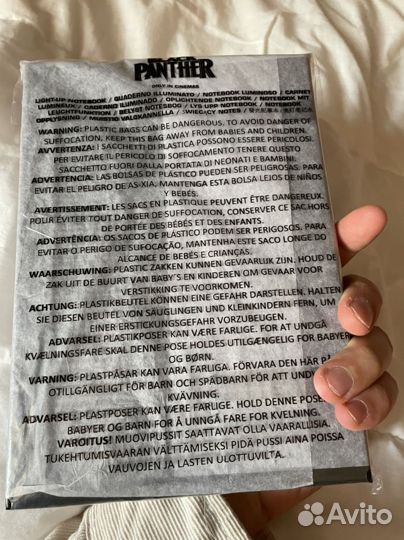 PANTHER
ONLY IN CINEMAS
LIGHT-UP NOTEBOOK / QUADERNO ILLUMINATO / NOTEBOOK LUMINOSO / CARNET
LUMINEUX / CADERNO ILUMINADO / OPLICHTENDE NOTEBOOK / NOTEBOOK MIT
LEUCHTFUNKTION / BELYST NOTESBOG / LYS UPP NOTEBOOK / NOTEBOOK
OPPLYSNING / MUISTIO VALOKANNELLA /
WARNING: PLASTIC BAGS CAN BE DANGEROUS. TO AVOID DANGER OF
SUFFOCATION, KEEP THIS BAG AWAY FROM BABIES AND CHILDREN.
AVVERTENZA: I SACCHETTI DI PLASTICA POSSONO ESSERE PERICOLOSI.
PER EVITARE IL PERICOLO DI SOFFOCAMENTO TENERE QUESTO
SACCHETTO FUORI DALLA PORTATA DI NEONATI E BAMBINI.
ADVERTENCIA: LAS BOLSAS DE PLÁSTICO PUEDEN SER PELIGROSAS. PARA
EVITAR EL PELIGRO DE ASFIXIA, MANTENGA ESTA BOLSA LEJOS DE NIÑOS
Y BEBÉS.
AVERTISSEMENT: LES SACS EN PLASTIQUE PEUVENT ÊTRE DANGEREUX.
POUR ÉVITER TOUT DANGER DE SUFFOCATION, CONSERVER CE SAC HORS
DE PORTÉE DES BÉBÉS ET DES ENFANTS.
ADVERTÊNCIA: OS SACOS DE PLÁSTICO PODEM SER PERIGOSOS. PARA
EVITAR O PERIGO DE SUFOCAÇÃO, MANTENHA ESTE SACO LONGE DO
ALCANCE DE BEBÉS E CRIANÇAS.
WAARSCHUWING: PLASTIC ZAKKEN KUNNEN GEVAARLIJK ZIJN. HOUD DE
ZAK UIT DE BUURT VAN BABY'S EN KINDEREN OM GEVAAR VOOR
VERSTIKKING TE VOORKOMEN.
ACHTUNG: PLASTIKBEUTEL KÖNNEN EINE GEFAHR DARSTELLEN. HALTEN
SIE DIESEN BEUTEL VON SÄUGLINGEN UND KLEINKINDERN FERN, UM
EINER ERSTICKUNGSGEFAHR VORZUBEUGEN.
ADVARSEL: PLASTIKPOSER KAN VÆRE FARLIGE. FOR AT UNDGÅ
KVÆLNINGSFARE SKAL DENNE POSE HOLDES UTILGÆNGELIG FOR BABYER
OG BØRN.
VARNING: PLASTPÅSAR KAN VARA FARLIGA. FÖRVARA DEN HÄR
OTILLGÄNGLIGT FÖR BARN OCH SPÄDBARN FÖR ATT
KVÄVNING.
ADVARSEL: PLASTPOSER KAN VÆRE FARLIGE. HOLD DENNE
BABYER OG BARN FOR Å UNNGÅ FARE FOR KVELNING.
VAROITUS! MUOVIPUSSIT SAATTAVAT OLLA VAARALLISIA.
TUKEHTUMISVAARAN VÄLTTÄMISEKSI PIDÄ PUSSI AINA POISSA
VAUVOJEN JA LASTEN ULOTTUVILTA.
Avito